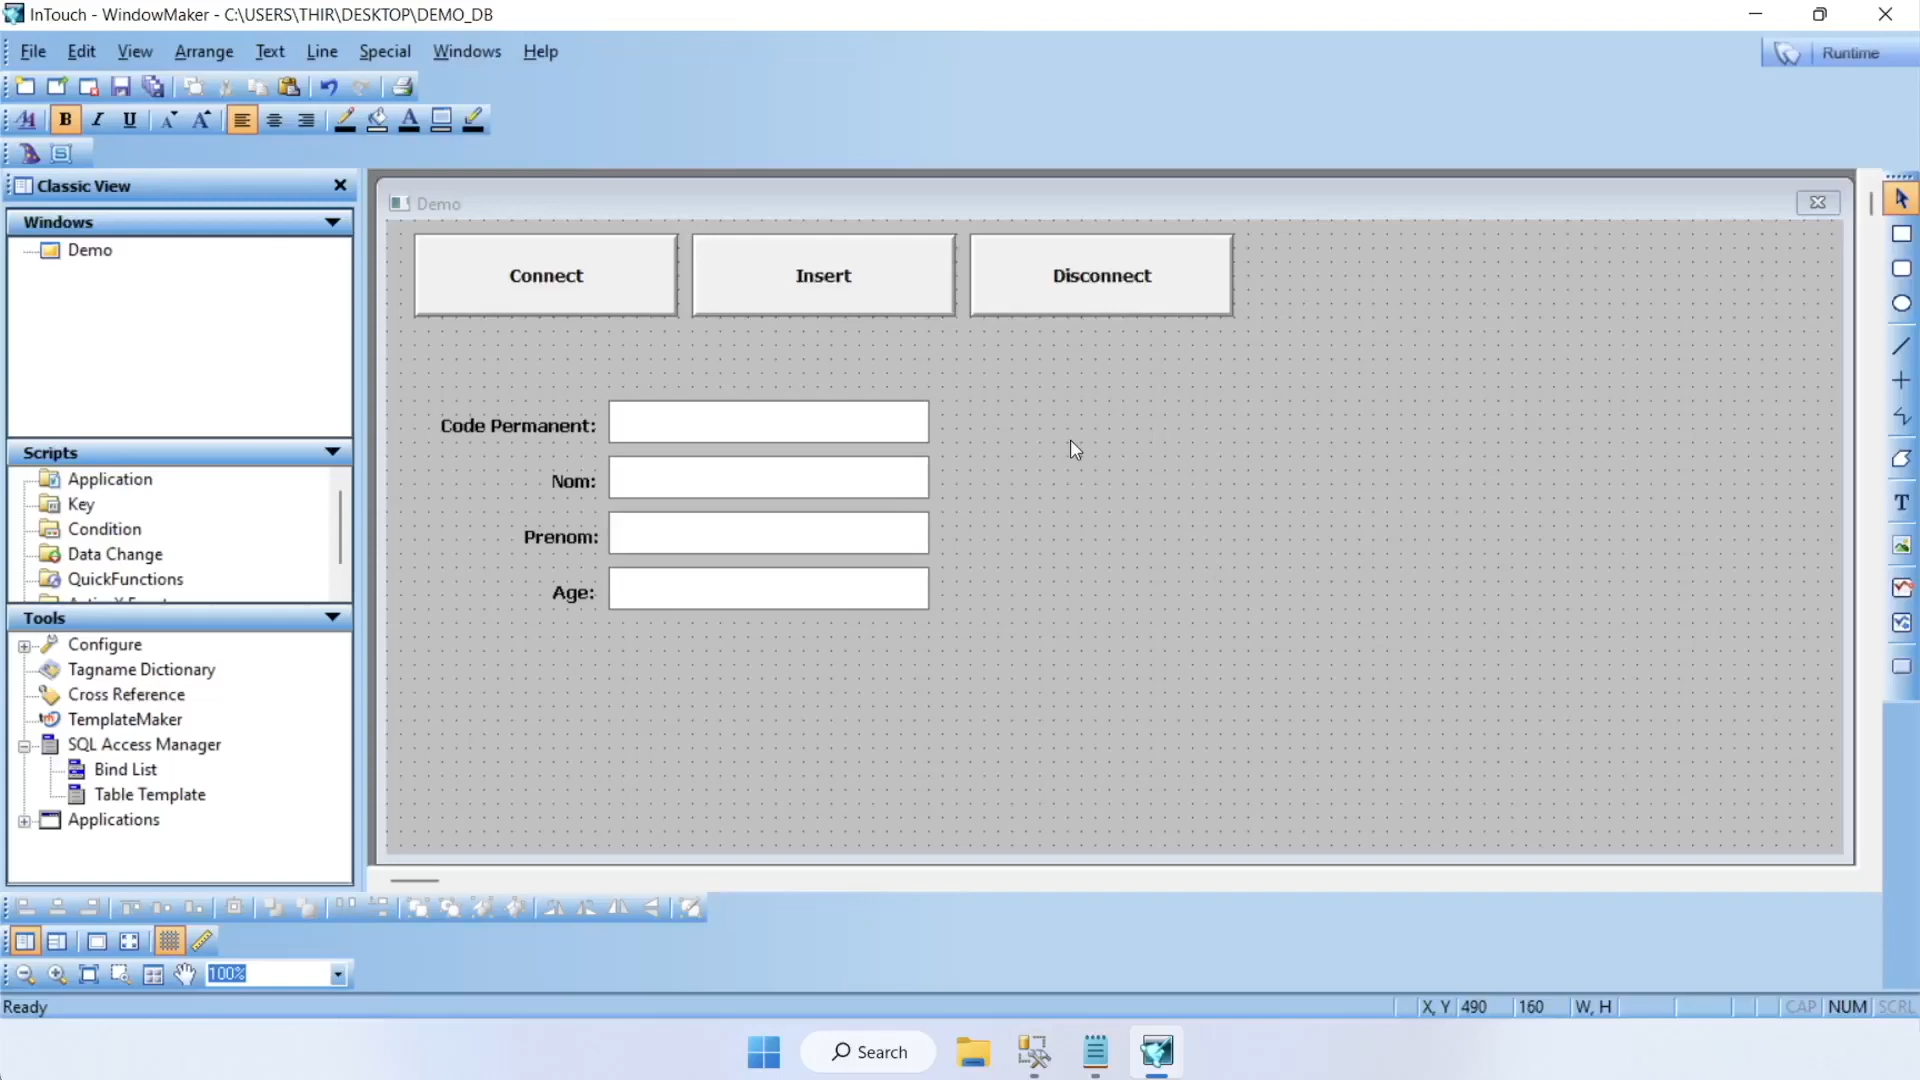 InTouch - WindowMaker - C:\USERS\THIR\DESKTOP\DEMO_DB
File Edit View Arrange Text Line Special Windows Help
Runtime
B I U A A A
Classic View
Windows
Demo
Scripts
Application
Key
Condition
Data Change
QuickFunctions
Tools
Configure
Tagname Dictionary
Cross Reference
TemplateMaker
SQL Access Manager
Bind List
Table Template
Applications
Demo
Connect Insert Disconnect
Code Permanent:
Nom:
Prenom:
Age:
T
100%
Ready
X, Y 490 160 W, H CAP NUM SCRL
Search